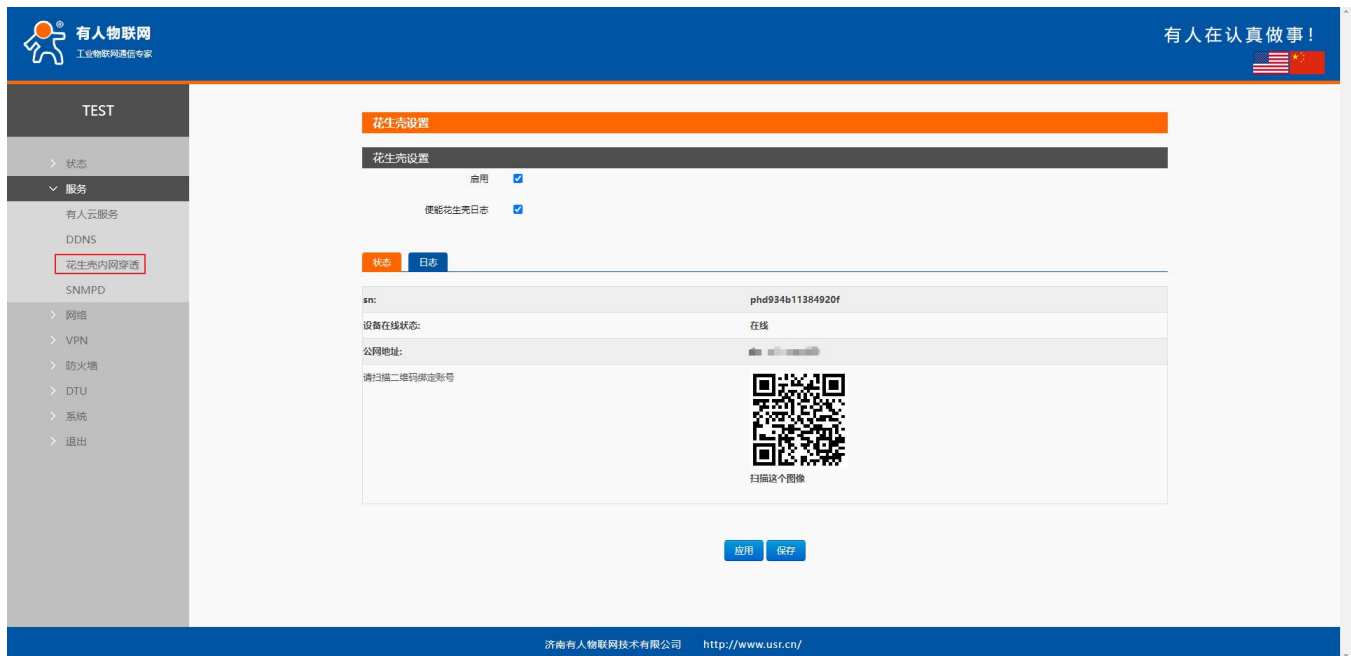 有人物联网
工业物联网通信专家
有人在认真做事！
TEST
状态
服务
有人云服务
DDNS
花生壳内网穿透
SNMPD
网络
VPN
防火墙
DTU
系统
退出
花生壳设置
花生壳设置
启用
使能花生壳日志
状态 日志
sn: phd934b11384920f
设备在线状态: 在线
公网地址:
请扫描二维码绑定账号
扫描这个图像
应用 保存
济南有人物联网技术有限公司 http://www.usr.cn/